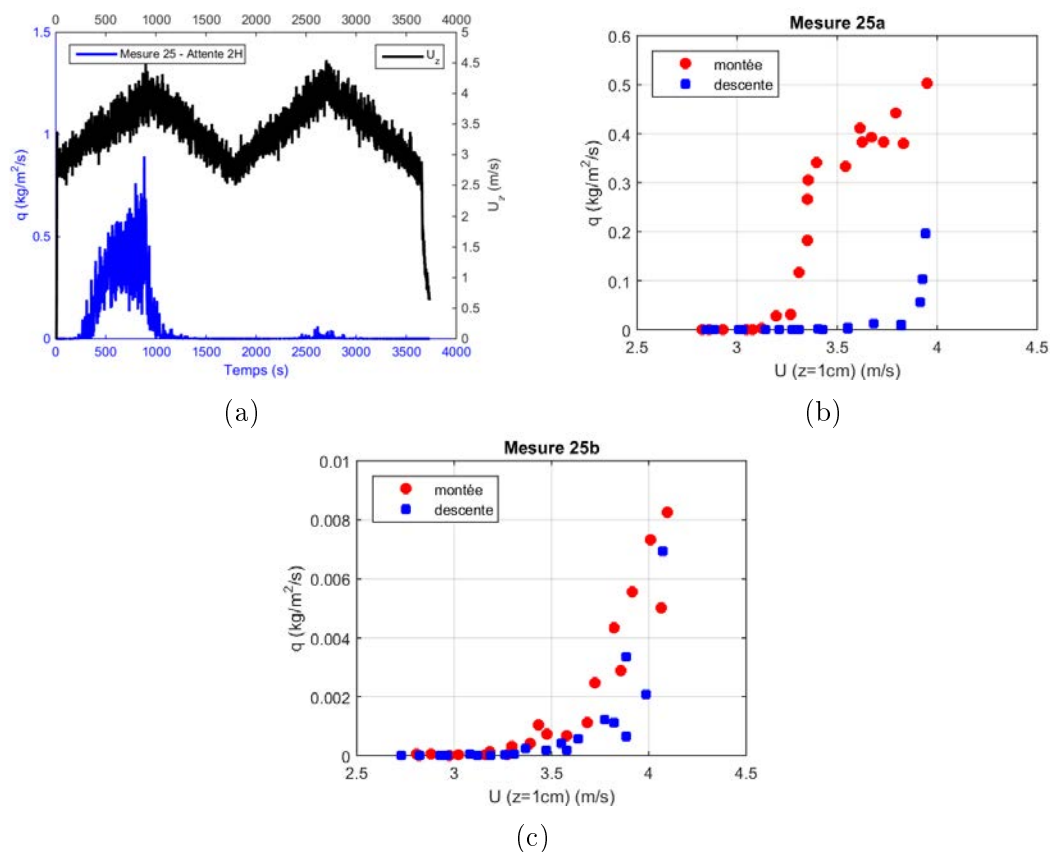 0 500 1000 1500 2000 2500 3000 3500 4000
Mesure 25 - Attente 2H
U_z
q (kg/m²/s)
1
0.5
0
5
4.5
4
3.5
3
2.5
2
1.5
1
0.5
0
U_z (m/s)
0 500 1000 1500 2000 2500 3000 3500 4000
Temps (s)
(a)
Mesure 25a
montée
descente
q (kg/m²/s)
0.6
0.5
0.4
0.3
0.2
0.1
0
2.5 3 3.5 4 4.5
U (z=1cm) (m/s)
(b)
Mesure 25b
montée
descente
q (kg/m²/s)
0.01
0.008
0.006
0.004
0.002
0
2.5 3 3.5 4 4.5
U (z=1cm) (m/s)
(c)